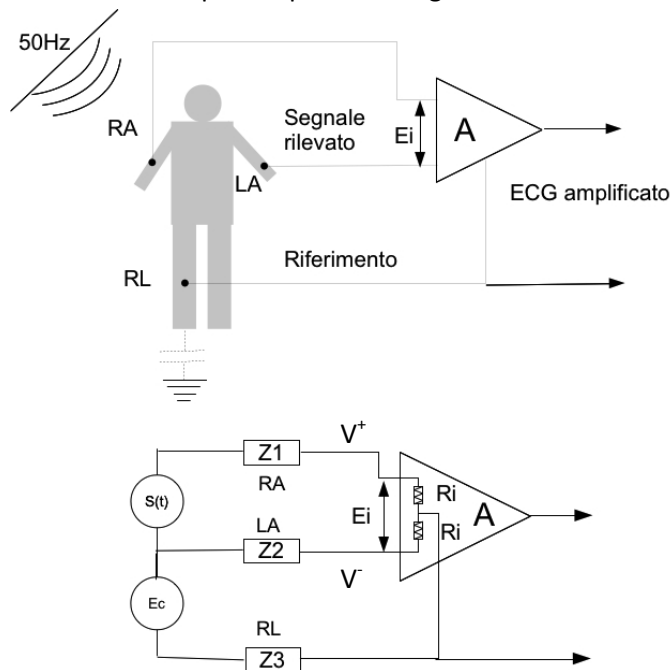 50Hz
RA
Segnale
rilevato
Ei
A
LA
ECG amplificato
RL
Riferimento
Z1
V+
RA
S(t)
Ei
Ri
A
LA
Ri
Z2
V-
Ec
RL
Z3